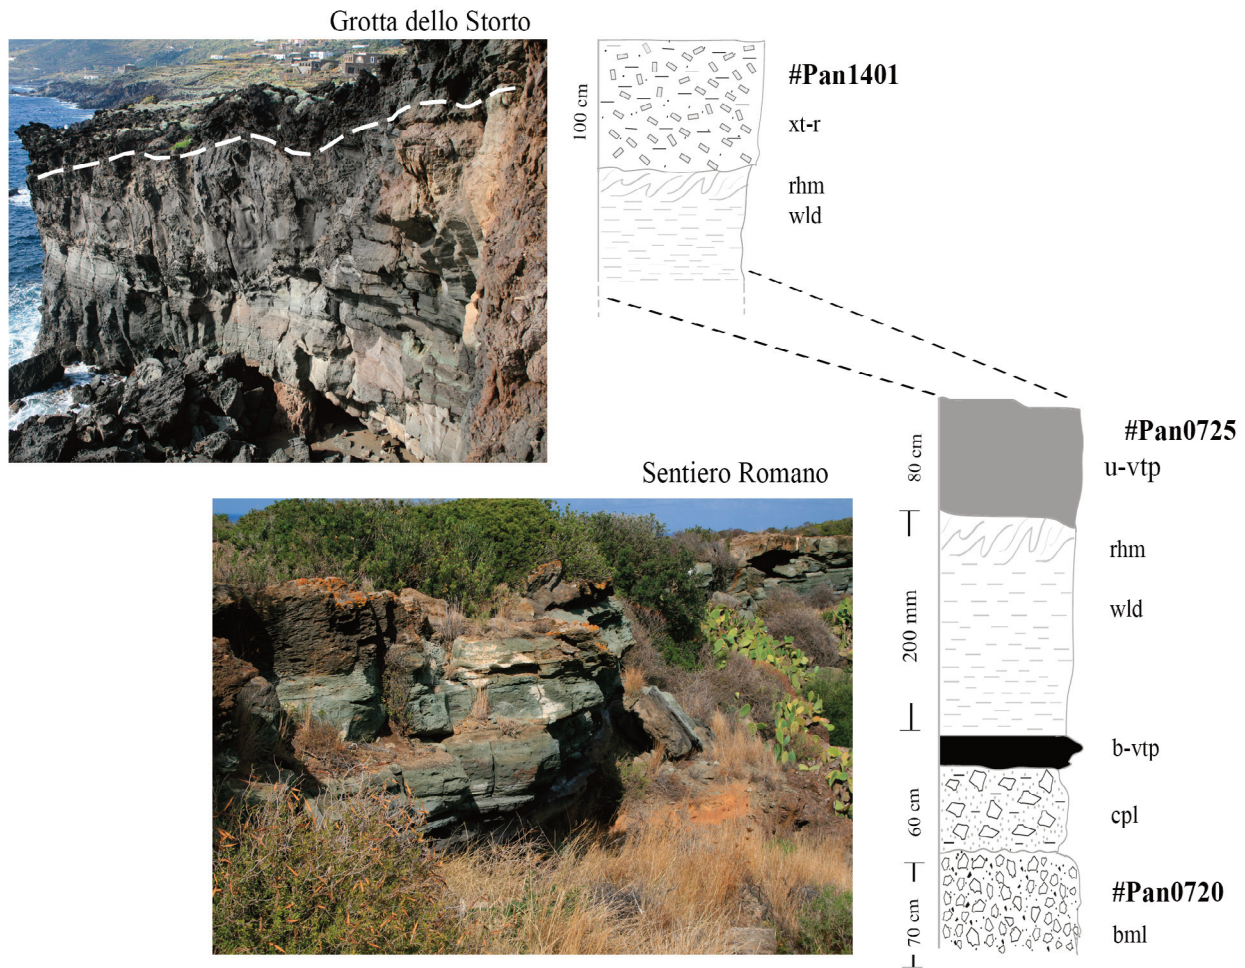 Grotta dello Storto
#Pan1401
100 cm
xt-r
rhm
wld
#Pan0725
80 cm
u-vtp
Sentiero Romano
rhm
wld
200 mm
b-vtp
60 cm
cpl
#Pan0720
70 cm
bml